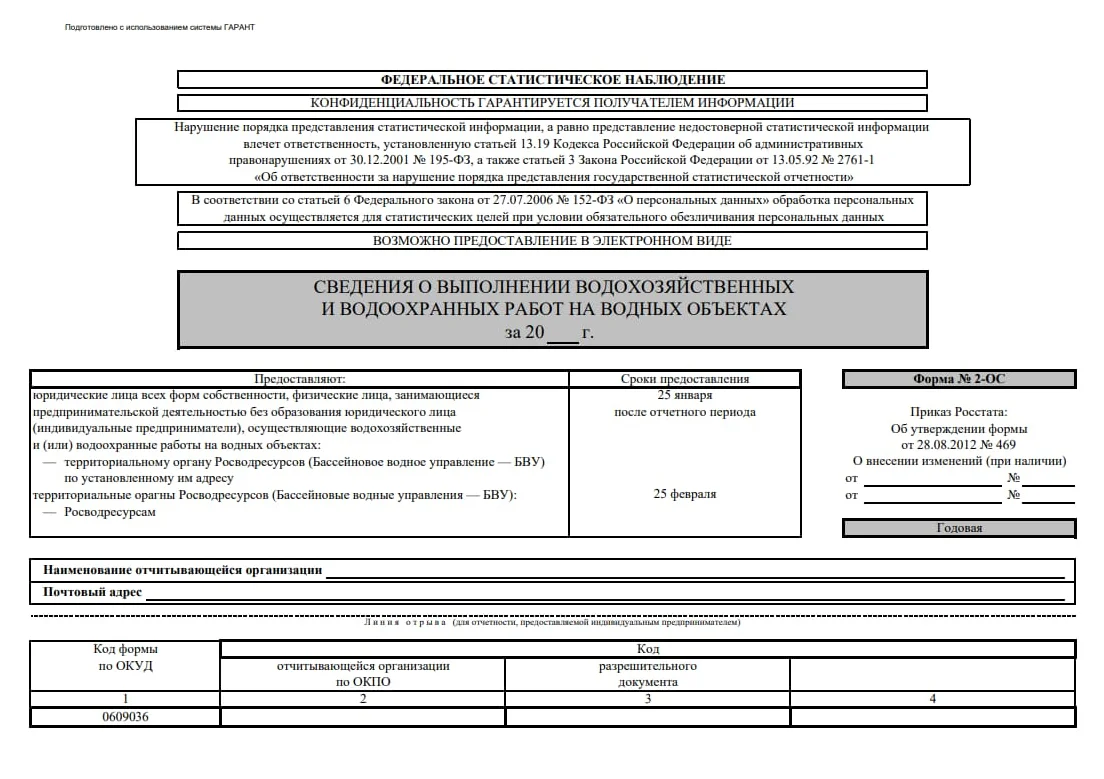 Подготовлено с использованием системы ГАРАНТ
ФЕДЕРАЛЬНОЕ СТАТИСТИЧЕСКОЕ НАБЛЮДЕНИЕ
КОНФИДЕНЦИАЛЬНОСТЬ ГАРАНТИРУЕТСЯ ПОЛУЧАТЕЛЕМ ИНФОРМАЦИИ
Нарушение порядка представления статистической информации, а равно представление недостоверной статистической информации
влечет ответственность, установленную статьей 13.19 Кодекса Российской Федерации об административных
правонарушениях от 30.12.2001 № 195-ФЗ, а также статьей 3 Закона Российской Федерации от 13.05.92 № 2761-1
«Об ответственности за нарушение порядка представления государственной статистической отчетности»
В соответствии со статьей 6 Федерального закона от 27.07.2006 № 152-ФЗ «О персональных данных» обработка персональных
данных осуществляется для статистических целей при условии обязательного обезличивания персональных данных
ВОЗМОЖНО ПРЕДОСТАВЛЕНИЕ В ЭЛЕКТРОННОМ ВИДЕ
СВЕДЕНИЯ О ВЫПОЛНЕНИИ ВОДОХОЗЯЙСТВЕННЫХ
И ВОДООХРАННЫХ РАБОТ НА ВОДНЫХ ОБЪЕКТАХ
за 20 ___ г.
Предоставляют:
юридические лица всех форм собственности, физические лица, занимающиеся
предпринимательской деятельностью без образования юридического лица
(индивидуальные предприниматели), осуществляющие водохозяйственные
и (или) водоохранные работы на водных объектах:
— территориальному органу Росводресурсов (Бассейновое водное управление — БВУ)
по установленному им адресу
территориальные орагны Росводресурсов (Бассейновые водные управления — БВУ):
— Росводресурсам
Сроки предоставления
25 января
после отчетного периода
25 февраля
Форма № 2-ОС
Приказ Росстата:
Об утверждении формы
от 28.08.2012 № 469
О внесении изменений (при наличии)
от ___ № ___
от ___ № ___
Годовая
Наименование отчитывающейся организации
Почтовый адрес
Линия отрыва (для отчетности, предоставляемой индивидуальным предпринимателем)
Код формы
по ОКУД
Код
отчитывающейся организации
по ОКПО
разрешительного
документа
1 2 3 4
0609036